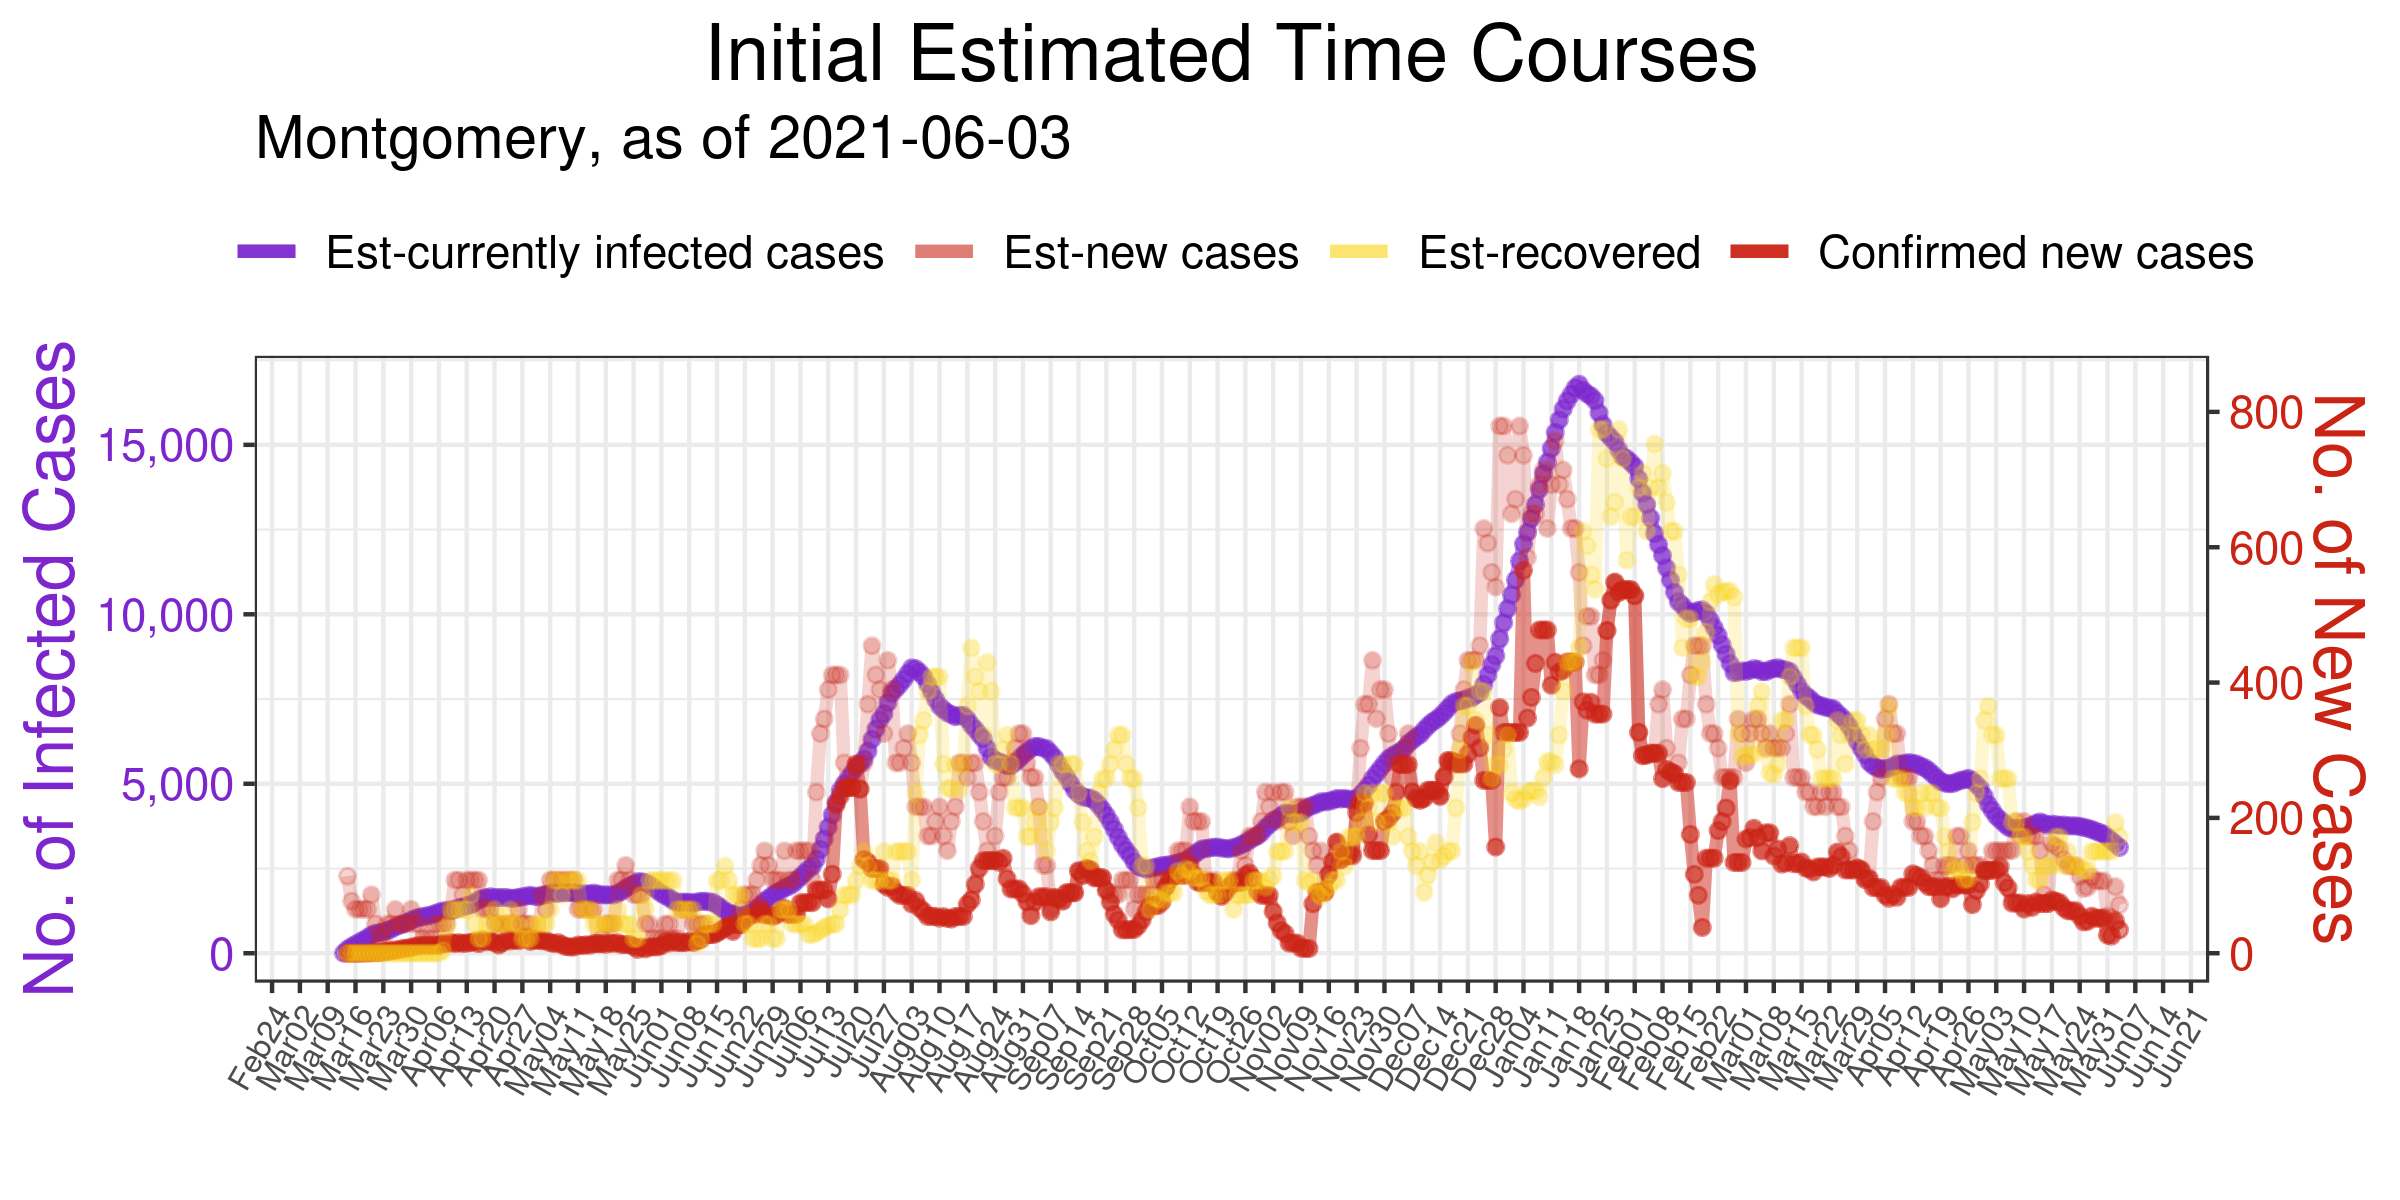 Initial Estimated Time Courses
Montgomery, as of 2021-06-03
Est-currently infected cases Est-new cases Est-recovered Confirmed new cases
No. of Infected Cases
15,000
10,000
5,000
0
800
600
400
200
0
No. of New Cases
Feb24 Mar02 Mar09 Mar16 Mar23 Mar30 Apr06 Apr13 Apr20 Apr27 May04 May11 May18 May25 Jun01 Jun08 Jun15 Jun22 Jun29 Jul06 Jul13 Jul20 Jul27 Aug03 Aug10 Aug17 Aug24 Aug31 Sep07 Sep14 Sep21 Sep28 Oct05 Oct12 Oct19 Oct26 Nov02 Nov09 Nov16 Nov23 Nov30 Dec07 Dec14 Dec21 Dec28 Jan04 Jan11 Jan18 Jan25 Feb01 Feb08 Feb15 Feb22 Mar01 Mar08 Mar15 Mar22 Mar29 Apr05 Apr12 Apr19 Apr26 May03 May10 May17 May24 May31 Jun07 Jun14 Jun21